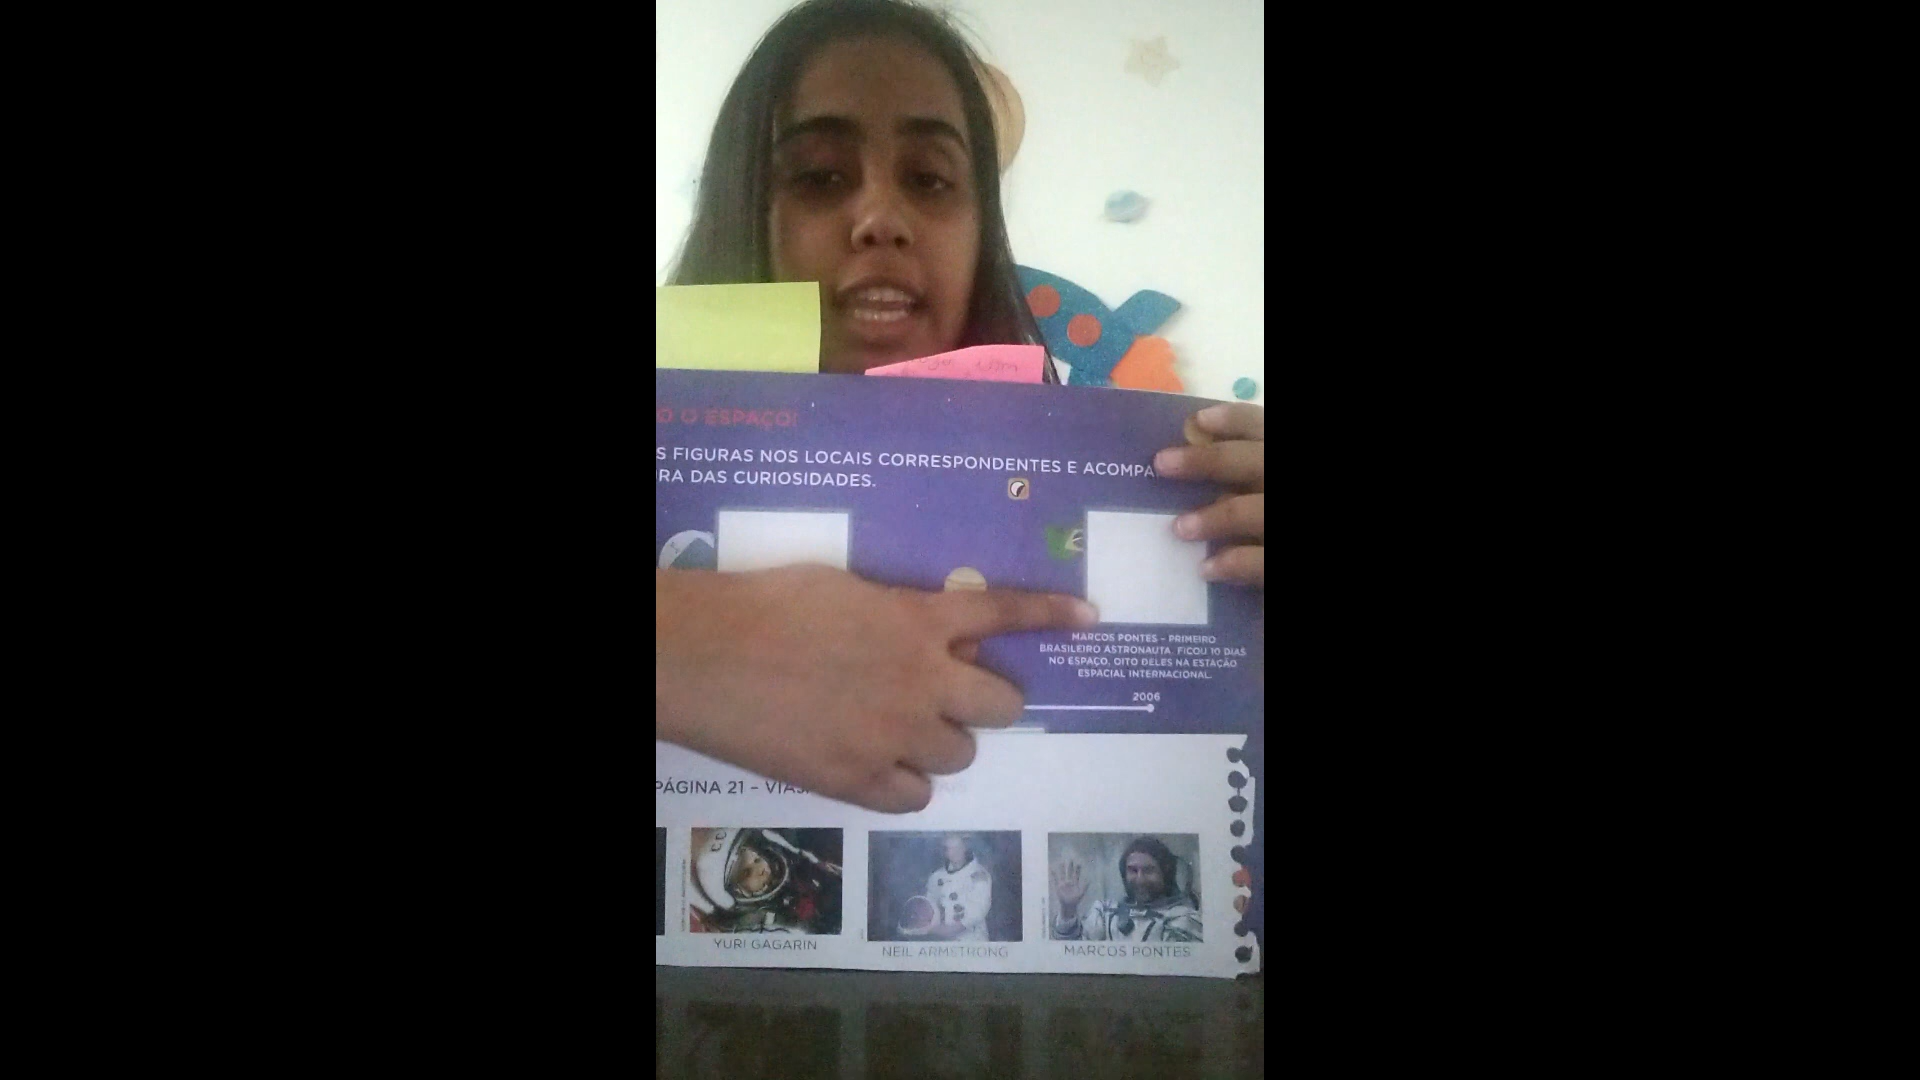 O O ESPAÇO!
S FIGURAS NOS LOCAIS CORRESPONDENTES E ACOMPA
RA DAS CURIOSIDADES.
MARCOS PONTES – PRIMEIRO
BRASILEIRO ASTRONAUTA. FICOU 10 DIAS
NO ESPAÇO, OITO DELES NA ESTAÇÃO
ESPACIAL INTERNACIONAL.
2006
PÁGINA 21 –
YURI GAGARIN
NEIL ARMSTRONG
MARCOS PONTES